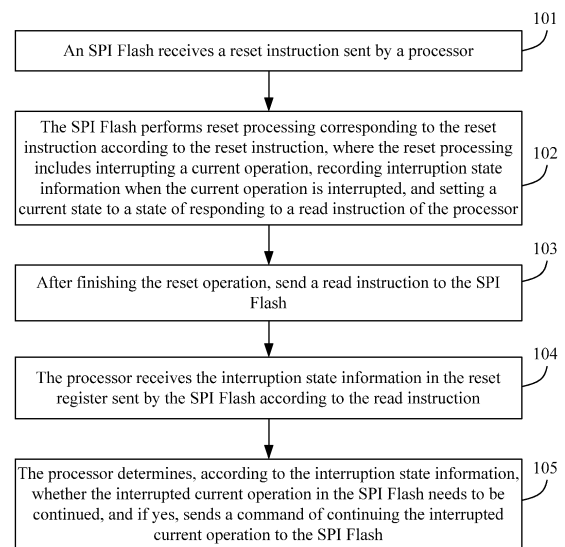 101
An SPI Flash receives a reset instruction sent by a processor
The SPI Flash performs reset processing corresponding to the reset
instruction according to the reset instruction, where the reset processing
includes interrupting a current operation, recording interruption state
information when the current operation is interrupted, and setting a
current state to a state of responding to a read instruction of the processor
102
103
After finishing the reset operation, send a read instruction to the SPI
Flash
104
The processor receives the interruption state information in the reset
register sent by the SPI Flash according to the read instruction
105
The processor determines, according to the interruption state information,
whether the interrupted current operation in the SPI Flash needs to be
continued, and if yes, sends a command of continuing the interrupted
current operation to the SPI Flash